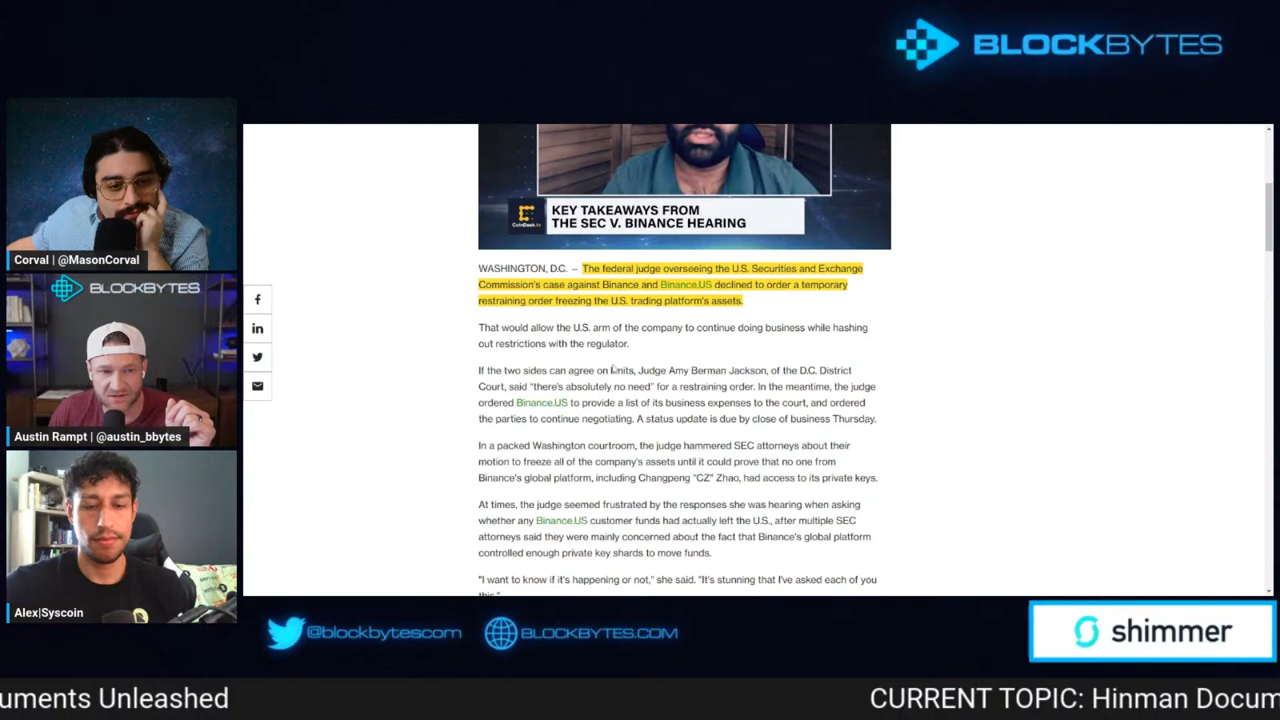 BLOCKBYTES
Corval | @MasonCorval
BLOCKBYTES
Austin Rampt | @austin_bbytes
Alex|Syscoin
CoinDesk.tv
KEY TAKEAWAYS FROM
THE SEC V. BINANCE HEARING
WASHINGTON, D.C. – The federal judge overseeing the U.S. Securities and Exchange
Commission's case against Binance and Binance.US declined to order a temporary
restraining order freezing the U.S. trading platform's assets.
That would allow the U.S. arm of the company to continue doing business while hashing
out restrictions with the regulator.
If the two sides can agree on limits, Judge Amy Berman Jackson, of the D.C. District
Court, said "there's absolutely no need" for a restraining order. In the meantime, the judge
ordered Binance.US to provide a list of its business expenses to the court, and ordered
the parties to continue negotiating. A status update is due by close of business Thursday.
In a packed Washington courtroom, the judge hammered SEC attorneys about their
motion to freeze all of the company's assets until it could prove that no one from
Binance's global platform, including Changpeng "CZ" Zhao, had access to its private keys.
At times, the judge seemed frustrated by the responses she was hearing when asking
whether any Binance.US customer funds had actually left the U.S., after multiple SEC
attorneys said they were mainly concerned about the fact that Binance's global platform
controlled enough private key shards to move funds.
"I want to know if it's happening or not," she said. "It's stunning that I've asked each of you
this."
@blockbytescom
BLOCKBYTES.COM
shimmer
uments Unleashed
CURRENT TOPIC: Hinman Docum